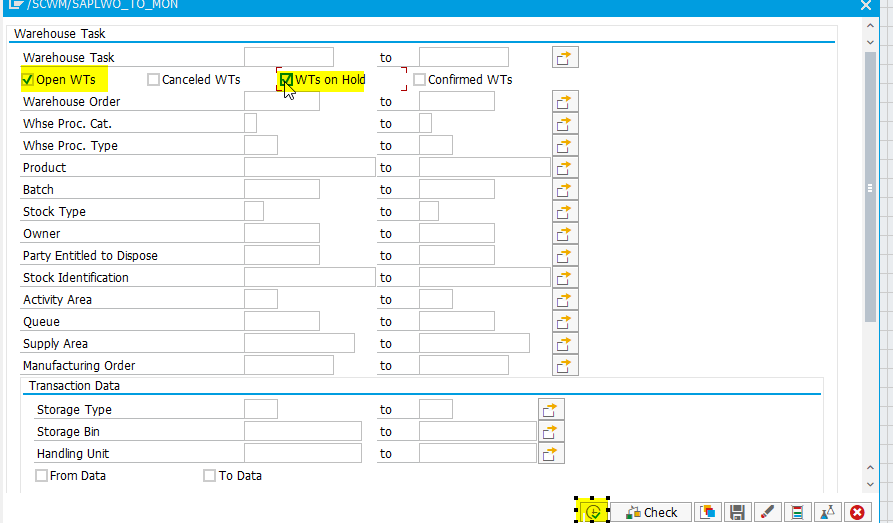 /SCWM/SAPLWO_TO_MON
Warehouse Task
Warehouse Task to
Open WTs Canceled WTs WTs on Hold Confirmed WTs
Warehouse Order to
Whse Proc. Cat. to
Whse Proc. Type to
Product to
Batch to
Stock Type to
Owner to
Party Entitled to Dispose to
Stock Identification to
Activity Area to
Queue to
Supply Area to
Manufacturing Order to
Transaction Data
Storage Type to
Storage Bin to
Handling Unit to
From Data To Data
Check